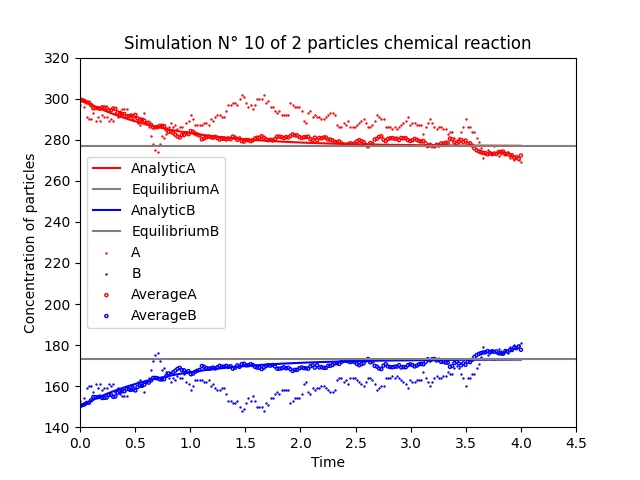 Simulation N° 10 of 2 particles chemical reaction
320
300
280
260
240
220
200
180
160
140
Concentration of particles
AnalyticA
EquilibriumA
AnalyticB
EquilibriumB
A
B
AverageA
AverageB
0.0 0.5 1.0 1.5 2.0 2.5 3.0 3.5 4.0 4.5
Time